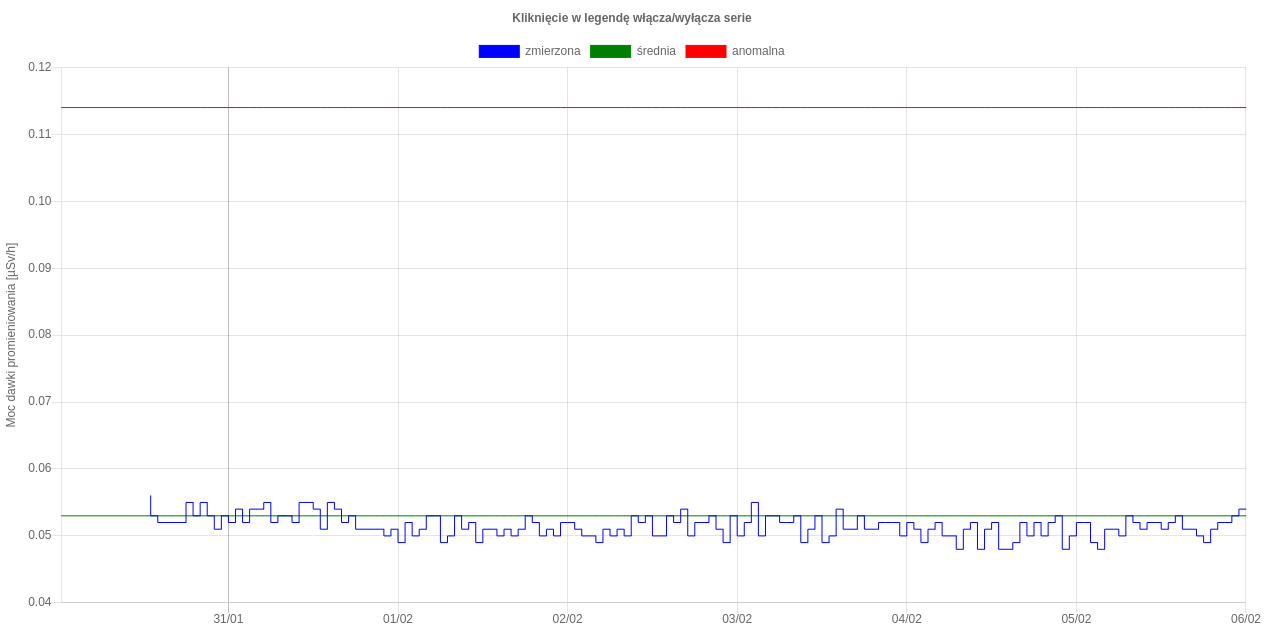 Kliknięcie w legendę włącza/wyłącza serie
zmierzona średnia anomalna
Moc dawki promieniowania [µSv/h]
0.12
0.11
0.10
0.09
0.08
0.07
0.06
0.05
0.04
31/01 01/02 02/02 03/02 04/02 05/02 06/02